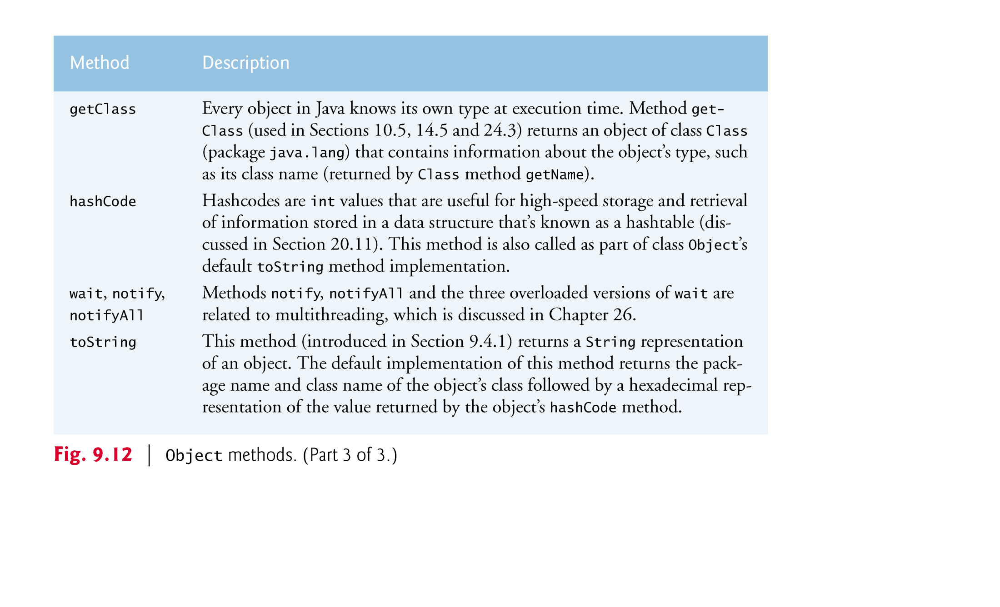 Method Description
getClass Every object in Java knows its own type at execution time. Method get-
Class (used in Sections 10.5, 14.5 and 24.3) returns an object of class Class
(package java.lang) that contains information about the object’s type, such
as its class name (returned by Class method getName).
hashCode Hashcodes are int values that are useful for high-speed storage and retrieval
of information stored in a data structure that’s known as a hashtable (dis-
cussed in Section 20.11). This method is also called as part of class Object’s
default toString method implementation.
wait, notify, Methods notify, notifyAll and the three overloaded versions of wait are
notifyAll related to multithreading, which is discussed in Chapter 26.
toString This method (introduced in Section 9.4.1) returns a String representation
of an object. The default implementation of this method returns the pack-
age name and class name of the object’s class followed by a hexadecimal rep-
resentation of the value returned by the object’s hashCode method.
Fig. 9.12 | Object methods. (Part 3 of 3.)